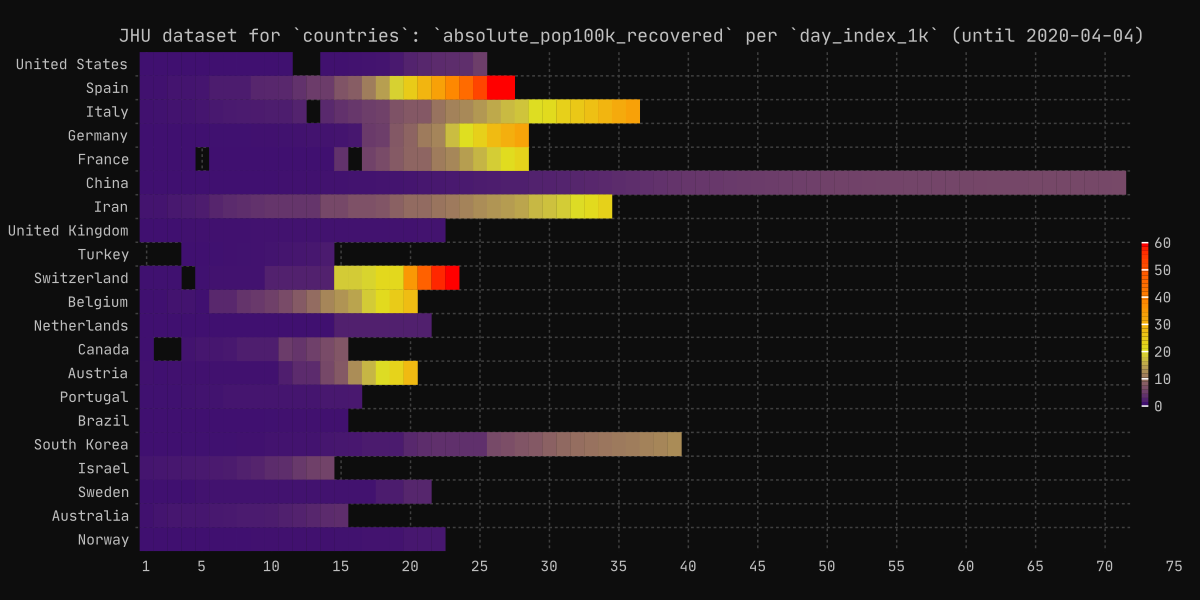 JHU dataset for `countries`: `absolute_pop100k_recovered` per `day_index_1k` (until 2020-04-04)
United States
Spain
Italy
Germany
France
China
Iran
United Kingdom
Turkey
Switzerland
Belgium
Netherlands
Canada
Austria
Portugal
Brazil
South Korea
Israel
Sweden
Australia
Norway
60
50
40
30
20
10
0
1 5 10 15 20 25 30 35 40 45 50 55 60 65 70 75